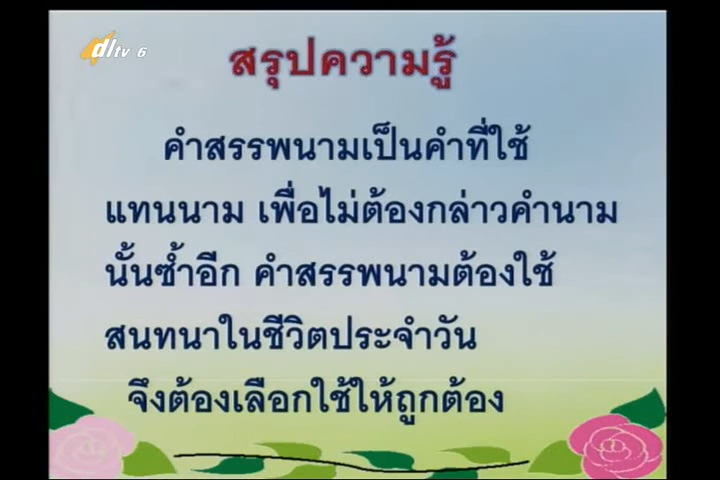 dltv 6
สรุปความรู้
คำสรรพนามเป็นคำที่ใช้
แทนนาม เพื่อไม่ต้องกล่าวคำนาม
นั้นซ้ำอีก คำสรรพนามต้องใช้
สนทนาในชีวิตประจำวัน
จึงต้องเลือกใช้ให้ถูกต้อง